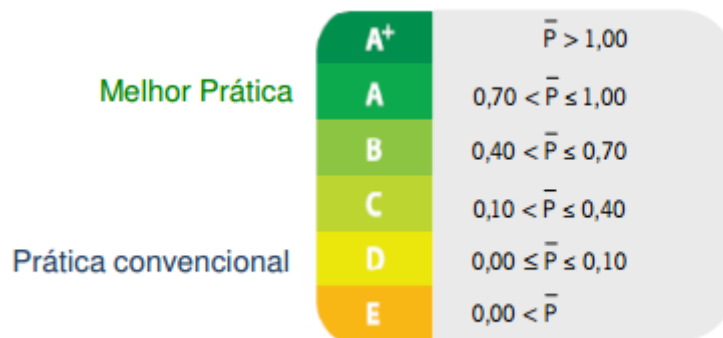 A⁺ P̅ > 1,00
Melhor Prática A 0,70 < P̅ ≤ 1,00
B 0,40 < P̅ ≤ 0,70
C 0,10 < P̅ ≤ 0,40
Prática convencional D 0,00 ≤ P̅ ≤ 0,10
E 0,00 < P̅